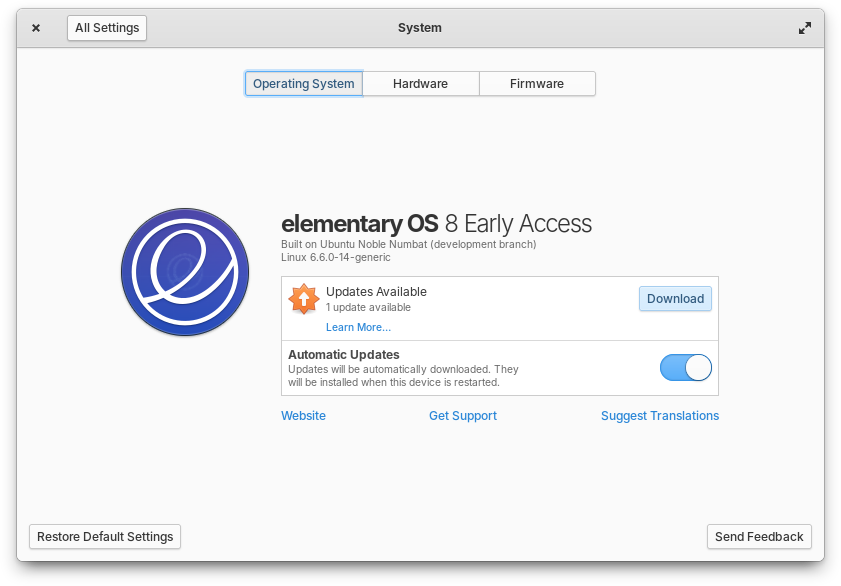 All Settings
System
Operating System
Hardware
Firmware
elementary OS 8 Early Access
Built on Ubuntu Noble Numbat (development branch)
Linux 6.6.0-14-generic
Updates Available
1 update available
Learn More...
Download
Automatic Updates
Updates will be automatically downloaded. They
will be installed when this device is restarted.
Website
Get Support
Suggest Translations
Restore Default Settings
Send Feedback